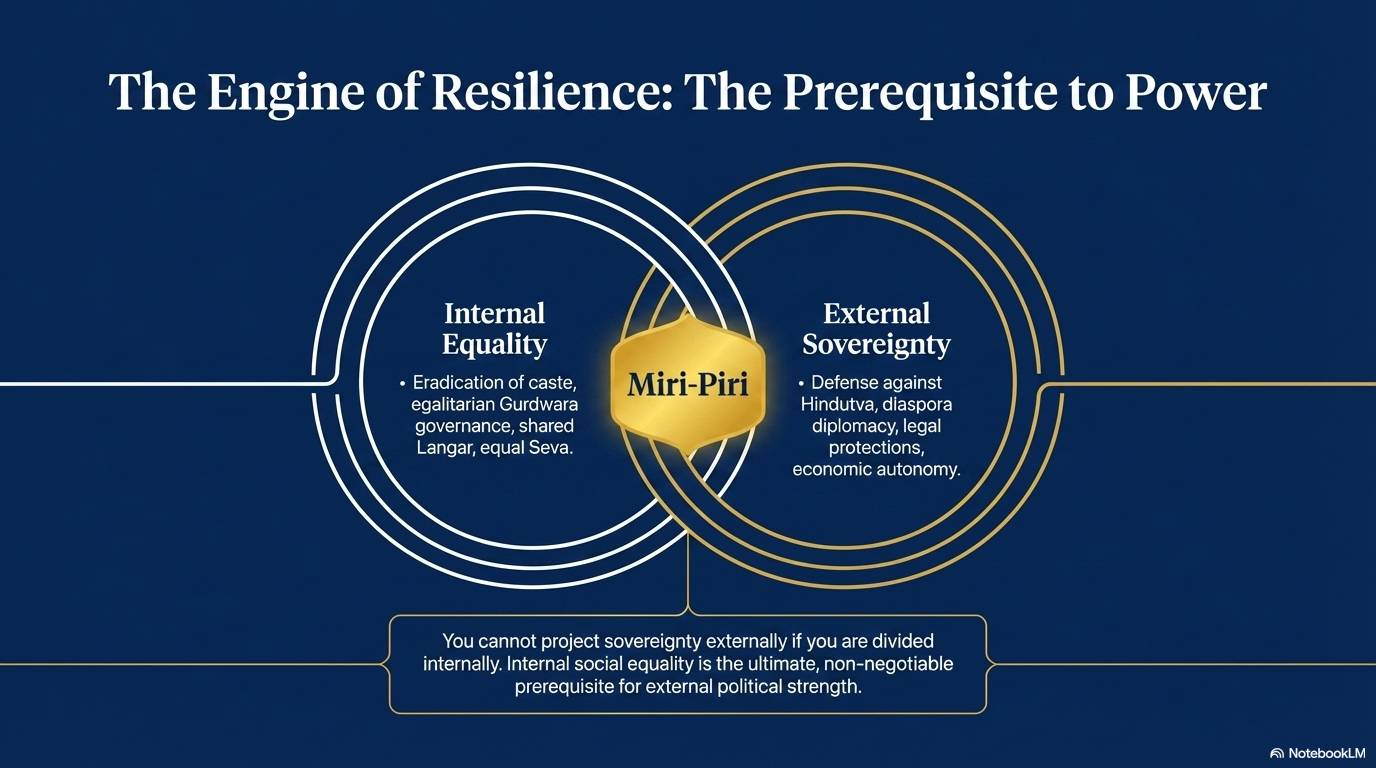 The Engine of Resilience: The Prerequisite to Power
Internal
Equality
• Eradication of caste,
egalitarian Gurdwara
governance, shared
Langar, equal Seva.
Miri-Piri
External
Sovereignty
• Defense against
Hindutva, diaspora
diplomacy, legal
protections,
economic autonomy.
You cannot project sovereignty externally if you are divided
internally. Internal social equality is the ultimate, non-negotiable
prerequisite for external political strength.
NotebookLM